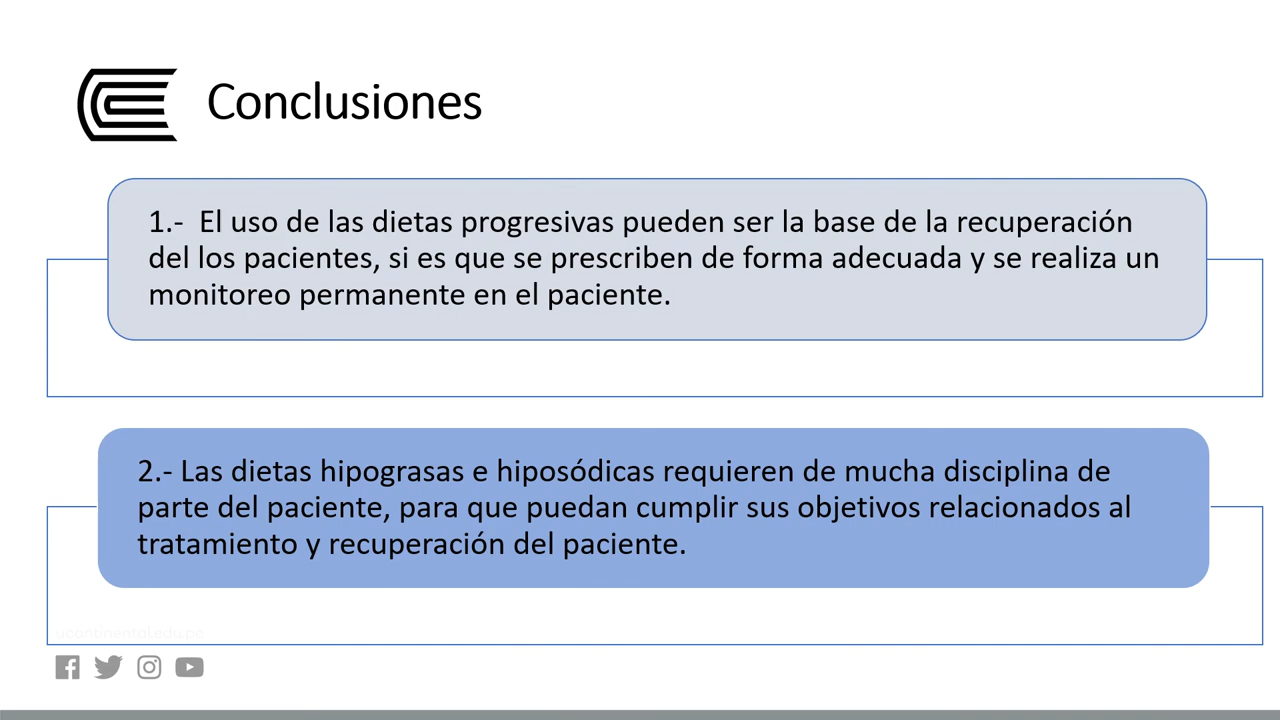 Conclusiones
1.- El uso de las dietas progresivas pueden ser la base de la recuperación
del los pacientes, si es que se prescriben de forma adecuada y se realiza un
monitoreo permanente en el paciente.
2.- Las dietas hipograsas e hiposódicas requieren de mucha disciplina de
parte del paciente, para que puedan cumplir sus objetivos relacionados al
tratamiento y recuperación del paciente.
ucontinental.edu.pe